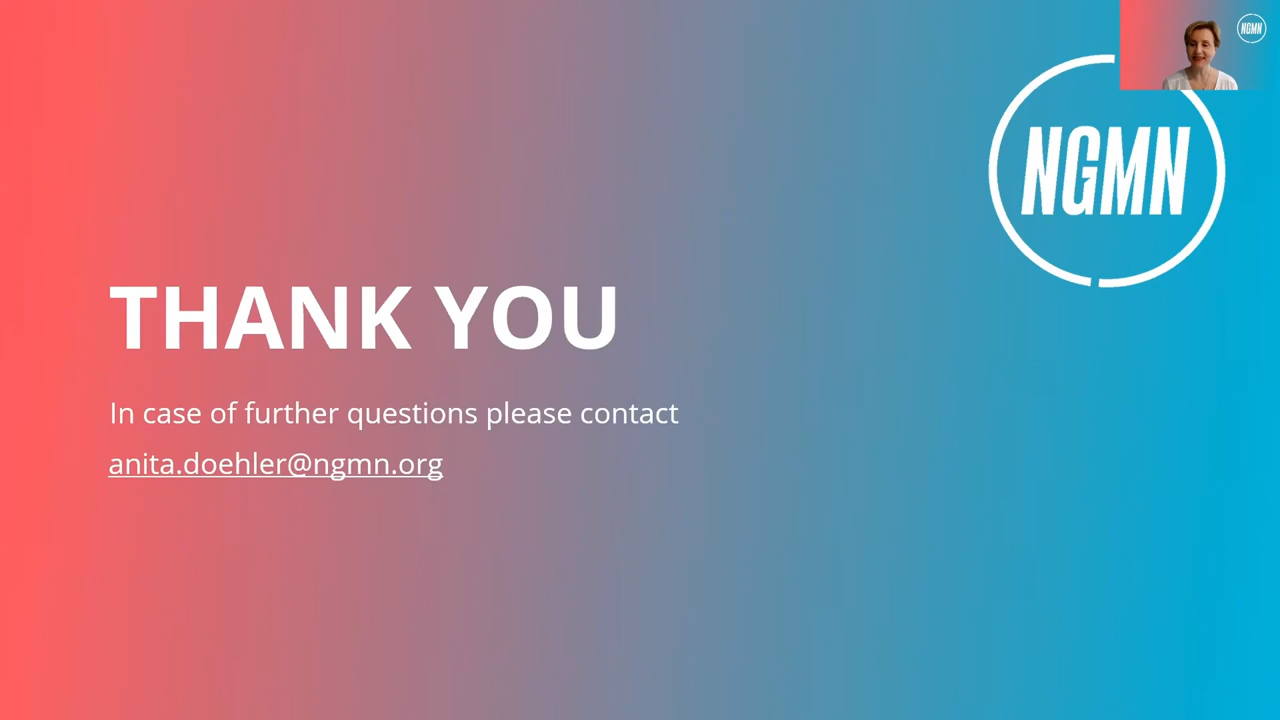 NGMN
NGMN
THANK YOU
In case of further questions please contact
anita.doehler@ngmn.org